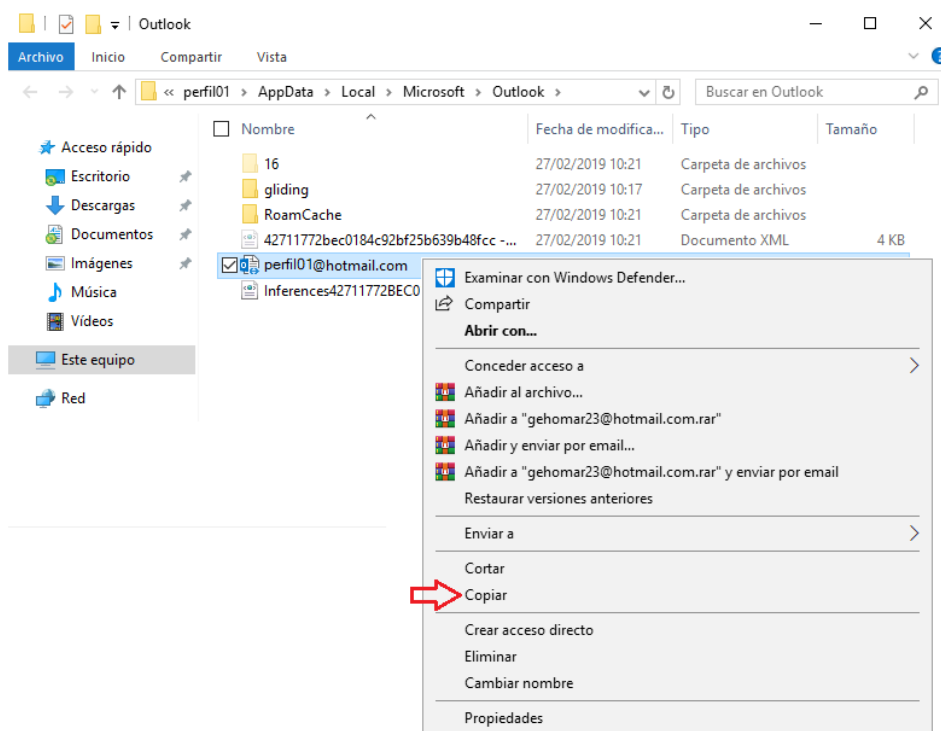 Outlook
Archivo Inicio Compartir Vista
« perfil01 > AppData > Local > Microsoft > Outlook >
Buscar en Outlook
Nombre Fecha de modifica... Tipo Tamaño
Acceso rápido
Escritorio
Descargas
Documentos
Imágenes
Música
Vídeos
Este equipo
Red
16 27/02/2019 10:21 Carpeta de archivos
gliding 27/02/2019 10:17 Carpeta de archivos
RoamCache 27/02/2019 10:21 Carpeta de archivos
42711772bec0184c92bf25b639b48fcc -... 27/02/2019 10:21 Documento XML 4 KB
perfil01@hotmail.com
Inferences42711772BEC0
Examinar con Windows Defender...
Compartir
Abrir con...
Conceder acceso a
Añadir al archivo...
Añadir a "gehomar23@hotmail.com.rar"
Añadir y enviar por email...
Añadir a "gehomar23@hotmail.com.rar" y enviar por email
Restaurar versiones anteriores
Enviar a
Cortar
Copiar
Crear acceso directo
Eliminar
Cambiar nombre
Propiedades